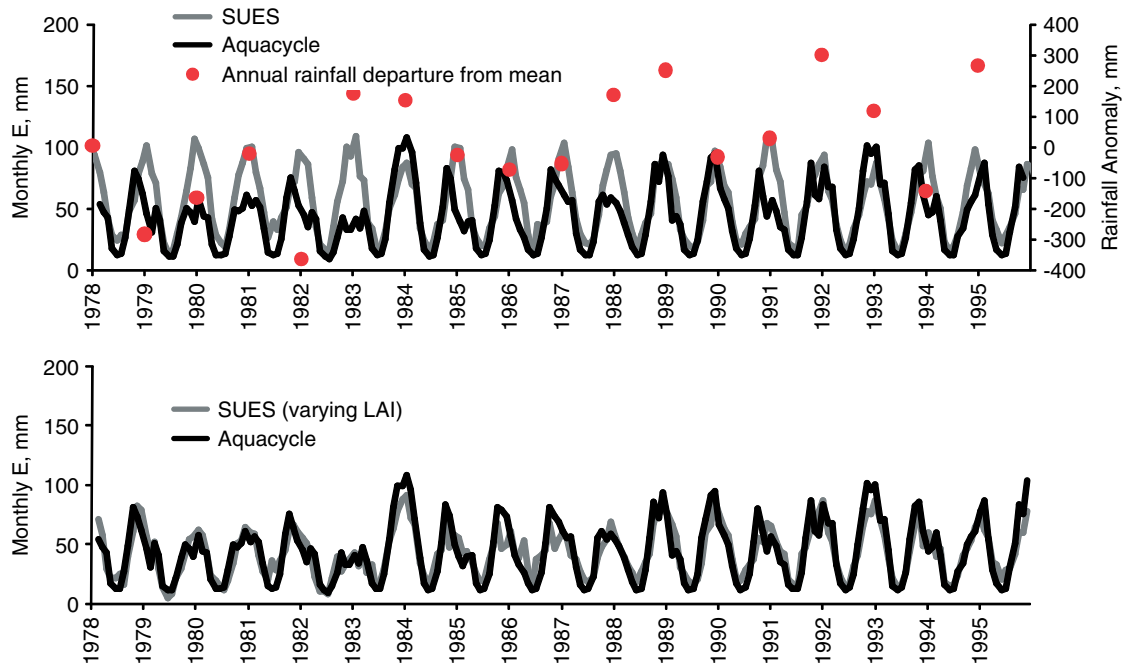 SUES
Aquacycle
Annual rainfall departure from mean
Monthly E, mm
200
150
100
50
0
Rainfall Anomaly, mm
400
300
200
100
0
-100
-200
-300
-400
1978 1979 1980 1981 1982 1983 1984 1985 1986 1987 1988 1989 1990 1991 1992 1993 1994 1995
SUES (varying LAI)
Aquacycle
Monthly E, mm
200
150
100
50
0
1978 1979 1980 1981 1982 1983 1984 1985 1986 1987 1988 1989 1990 1991 1992 1993 1994 1995